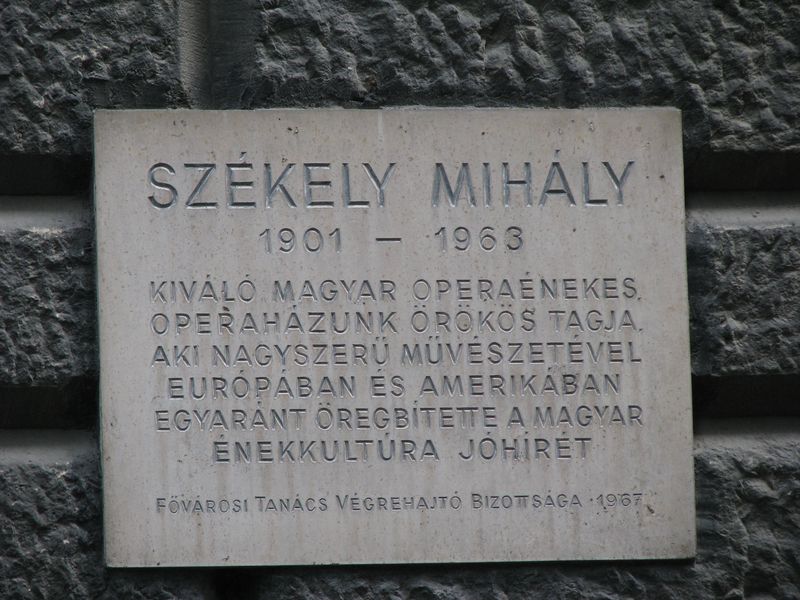 SZÉKELY MIHÁLY
1901 – 1963
KIVÁLÓ MAGYAR OPERAÉNEKES,
OPERAHÁZUNK ÖRÖKÖS TAGJA,
AKI NAGYSZERŰ MŰVÉSZETÉVEL
EURÓPÁBAN ÉS AMERIKÁBAN
EGYARÁNT ÖREGBÍTETTE A MAGYAR
ÉNEKKULTÚRA JÓHÍRÉT
FŐVÁROSI TANÁCS VÉGREHAJTÓ BIZOTTSÁGA · 1967